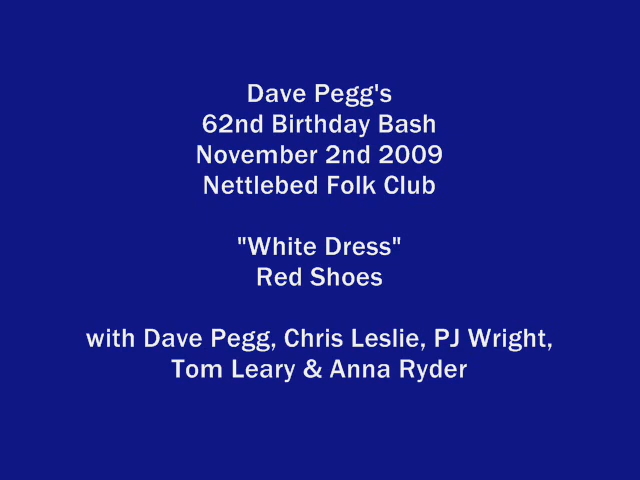 Dave Pegg's
62nd Birthday Bash
November 2nd 2009
Nettlebed Folk Club
"White Dress"
Red Shoes
with Dave Pegg, Chris Leslie, PJ Wright,
Tom Leary & Anna Ryder